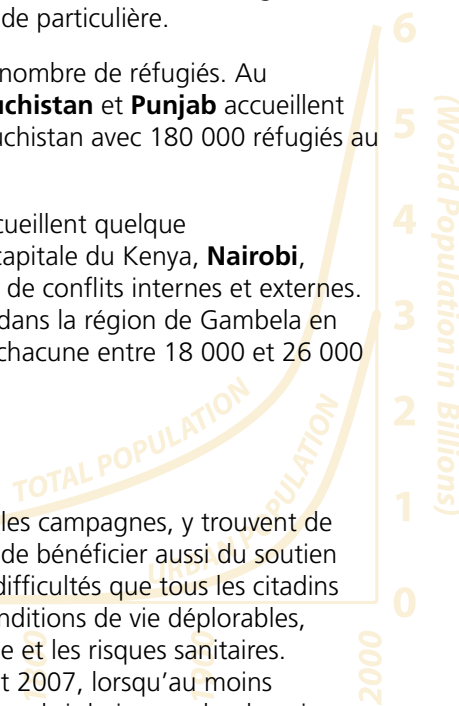 de particulière.
nombre de réfugiés. Au
uchistan et Punjab accueillent
uchistan avec 180 000 réfugiés au
cueillent quelque
capitale du Kenya, Nairobi,
de conflits internes et externes.
dans la région de Gambela en
chacune entre 18 000 et 26 000
les campagnes, y trouvent de
de bénéficier aussi du soutien
difficultés que tous les citadins
nditions de vie déplorables,
e et les risques sanitaires.
t 2007, lorsqu'au moins
TOTAL POPULATION
URBAN POPULATION
6
5
4
3
2
1
0
(World Population in Billions)
1900
2000